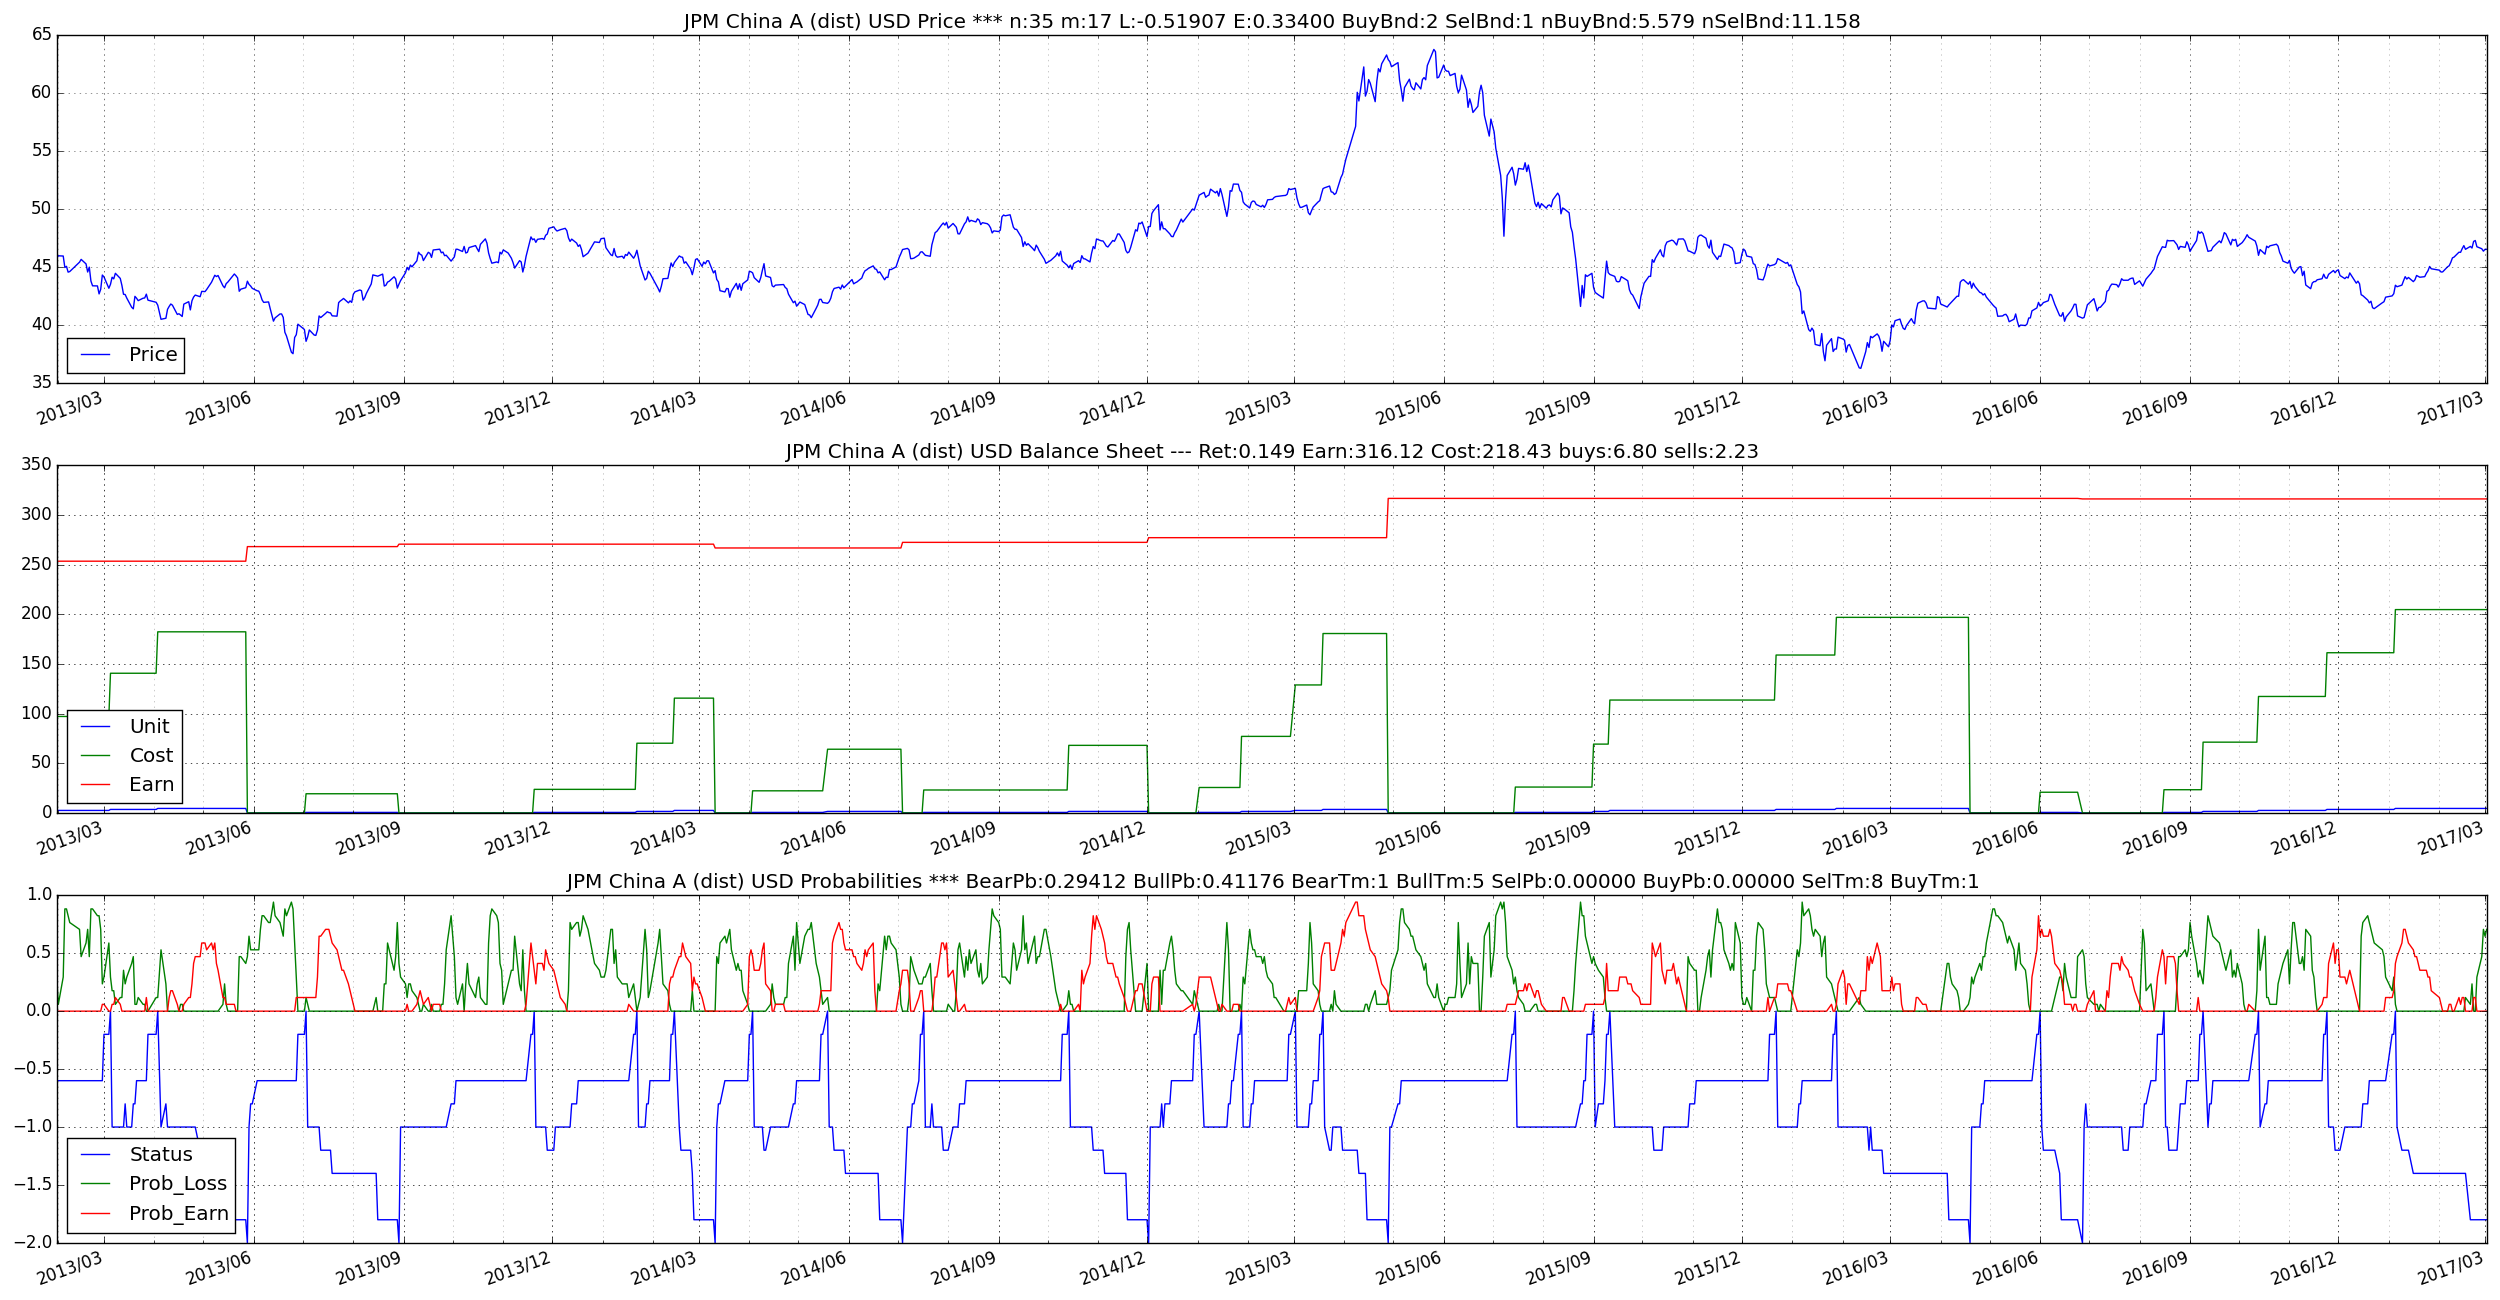 JPM China A (dist) USD Price *** n:35 m:17 L:-0.51907 E:0.33400 BuyBnd:2 SelBnd:1 nBuyBnd:5.579 nSelBnd:11.158
65
60
55
50
45
40
35
Price
2013/03 2013/06 2013/09 2013/12 2014/03 2014/06 2014/09 2014/12 2015/03 2015/06 2015/09 2015/12 2016/03 2016/06 2016/09 2016/12 2017/03
JPM China A (dist) USD Balance Sheet --- Ret:0.149 Earn:316.12 Cost:218.43 buys:6.80 sells:2.23
350
300
250
200
150
100
50
0
Unit
Cost
Earn
2013/03 2013/06 2013/09 2013/12 2014/03 2014/06 2014/09 2014/12 2015/03 2015/06 2015/09 2015/12 2016/03 2016/06 2016/09 2016/12 2017/03
JPM China A (dist) USD Probabilities *** BearPb:0.29412 BullPb:0.41176 BearTm:1 BullTm:5 SelPb:0.00000 BuyPb:0.00000 SelTm:8 BuyTm:1
1.0
0.5
0.0
−0.5
−1.0
−1.5
−2.0
Status
Prob_Loss
Prob_Earn
2013/03 2013/06 2013/09 2013/12 2014/03 2014/06 2014/09 2014/12 2015/03 2015/06 2015/09 2015/12 2016/03 2016/06 2016/09 2016/12 2017/03